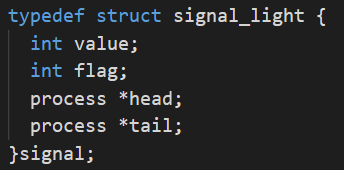 typedef struct signal_light {
  int value;
  int flag;
  process *head;
  process *tail;
}signal;